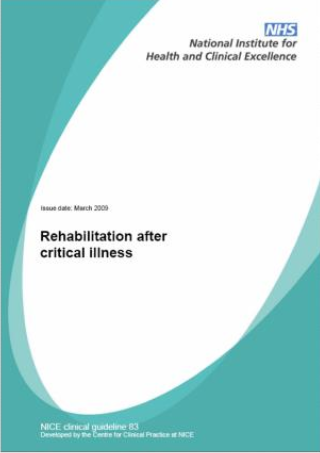 NHS
National Institute for
Health and Clinical Excellence
Issue date: March 2009
Rehabilitation after
critical illness
NICE clinical guideline 83
Developed by the Centre for Clinical Practice at NICE